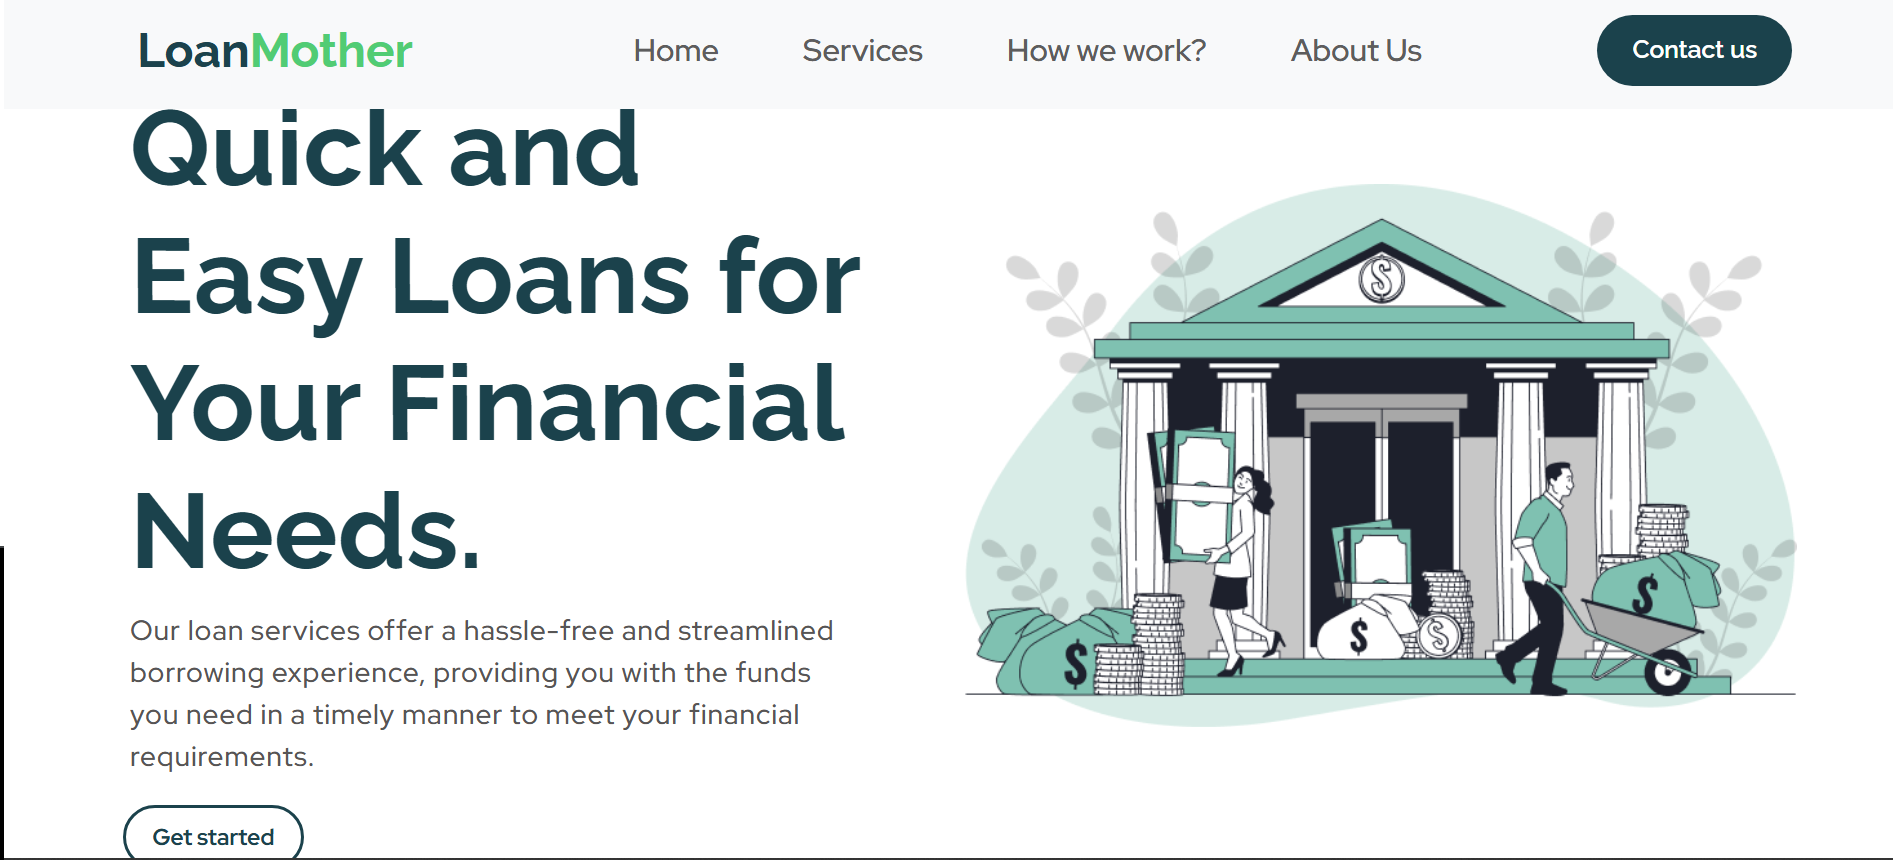 LoanMother
Home
Services
How we work?
About Us
Contact us
Quick and
Easy Loans for
Your Financial
Needs.
Our loan services offer a hassle-free and streamlined
borrowing experience, providing you with the funds
you need in a timely manner to meet your financial
requirements.
Get started
$
$
$
$
$